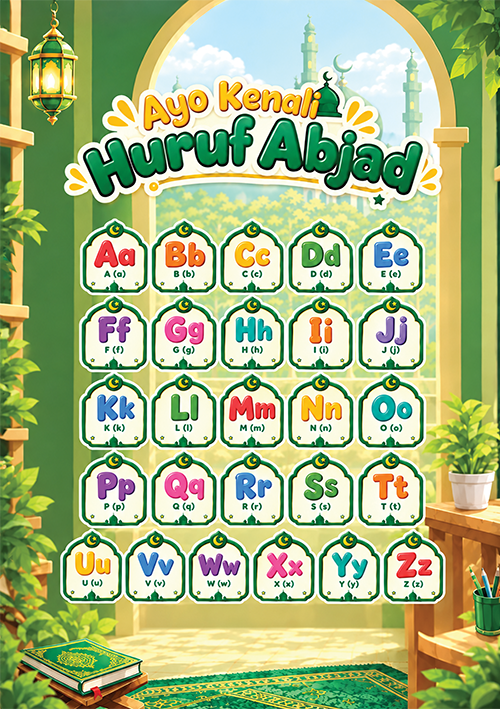 Ayo Kenali
Huruf Abjad
Aa Bb Cc Dd Ee
A (a) B (b) C (c) D (d) E (e)
Ff Gg Hh Ii Jj
F (f) G (g) H (h) I (i) J (j)
Kk Ll Mm Nn Oo
K (k) L (l) M (m) N (n) O (o)
Pp Qq Rr Ss Tt
P (p) Q (q) R (r) S (s) T (t)
Uu Vv Ww Xx Yy Zz
U (u) V (v) W (w) X (x) Y (y) Z (z)